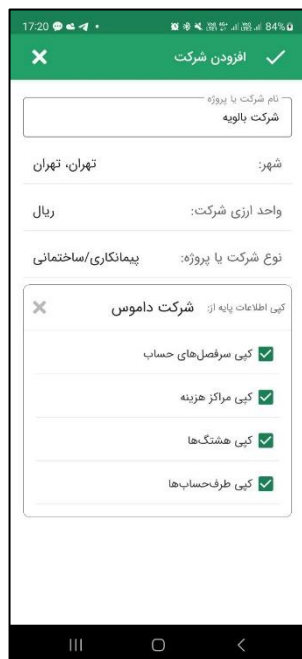 17:20 84%
افزودن شرکت
نام شرکت یا پروژه
شرکت بالویه
شهر: تهران، تهران
واحد ارزی شرکت: ریال
نوع شرکت یا پروژه: پیمانکاری/ساختمانی
کپی اطلاعات پایه از: شرکت داموس
کپی سرفصل‌های حساب
کپی مراکز هزینه
کپی هشتگ‌ها
کپی طرف‌حساب‌ها